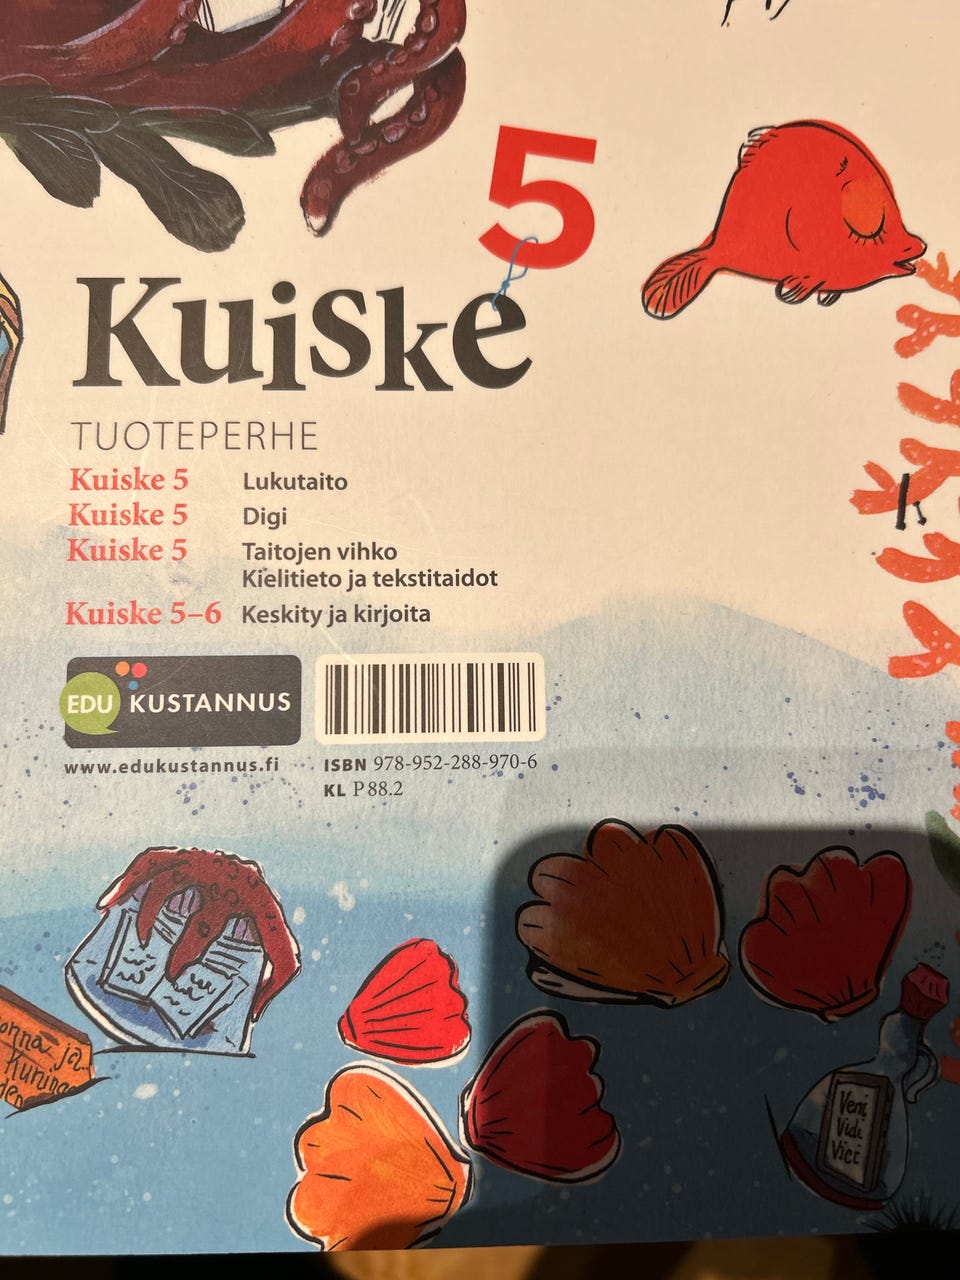 5
Kuiske
TUOTEPERHE
Kuiske 5 Lukutaito
Kuiske 5 Digi
Kuiske 5 Taitojen vihko
Kielitieto ja tekstitaidot
Kuiske 5–6 Keskity ja kirjoita
EDU KUSTANNUS
www.edukustannus.fi
ISBN 978-952-288-970-6
KL P 88.2
ja
Veni
Vidi
Vici